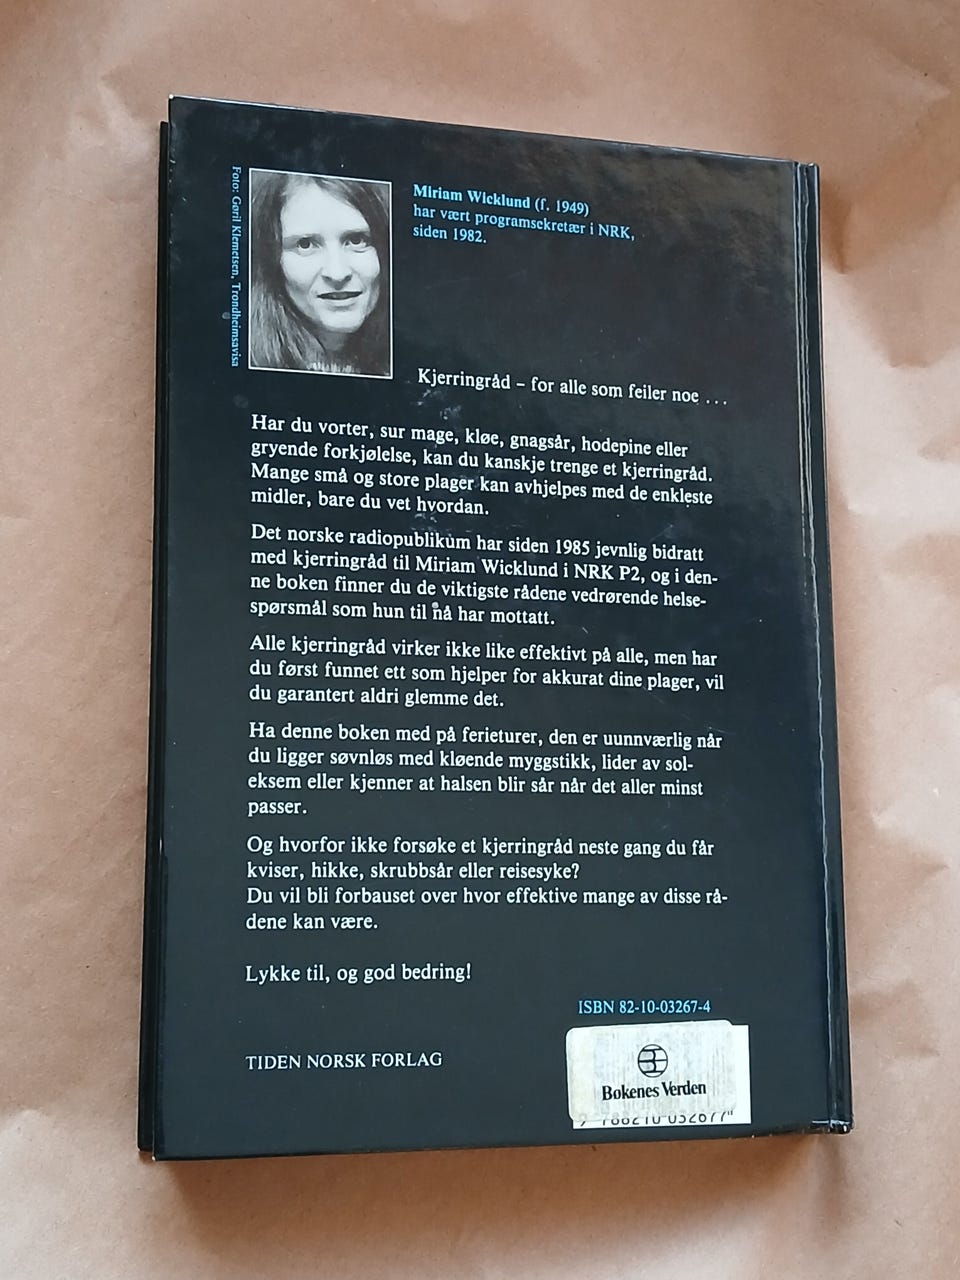 Foto: Gøril Klemetsen, Trondheimsavisa
Miriam Wicklund (f. 1949)
har vært programsekretær i NRK,
siden 1982.
Kjerringråd – for alle som feiler noe ...
Har du vorter, sur mage, kløe, gnagsår, hodepine eller
gryende forkjølelse, kan du kanskje trenge et kjerringråd.
Mange små og store plager kan avhjelpes med de enkleste
midler, bare du vet hvordan.
Det norske radiopublikum har siden 1985 jevnlig bidratt
med kjerringråd til Miriam Wicklund i NRK P2, og i den-
ne boken finner du de viktigste rådene vedrørende helse-
spørsmål som hun til nå har mottatt.
Alle kjerringråd virker ikke like effektivt på alle, men har
du først funnet ett som hjelper for akkurat dine plager, vil
du garantert aldri glemme det.
Ha denne boken med på ferieturer, den er uunnværlig når
du ligger søvnløs med kløende myggstikk, lider av sol-
eksem eller kjenner at halsen blir sår når det aller minst
passer.
Og hvorfor ikke forsøke et kjerringråd neste gang du får
kviser, hikke, skrubbsår eller reisesyke?
Du vil bli forbauset over hvor effektive mange av disse rå-
dene kan være.
Lykke til, og god bedring!
ISBN 82-10-03267-4
TIDEN NORSK FORLAG
Bøkenes Verden
9 788210 032677